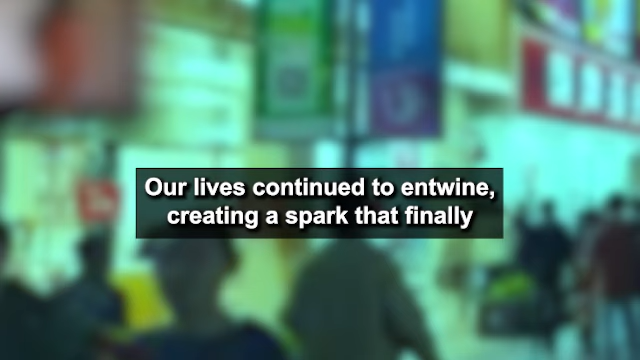 Our lives continued to entwine,
creating a spark that finally